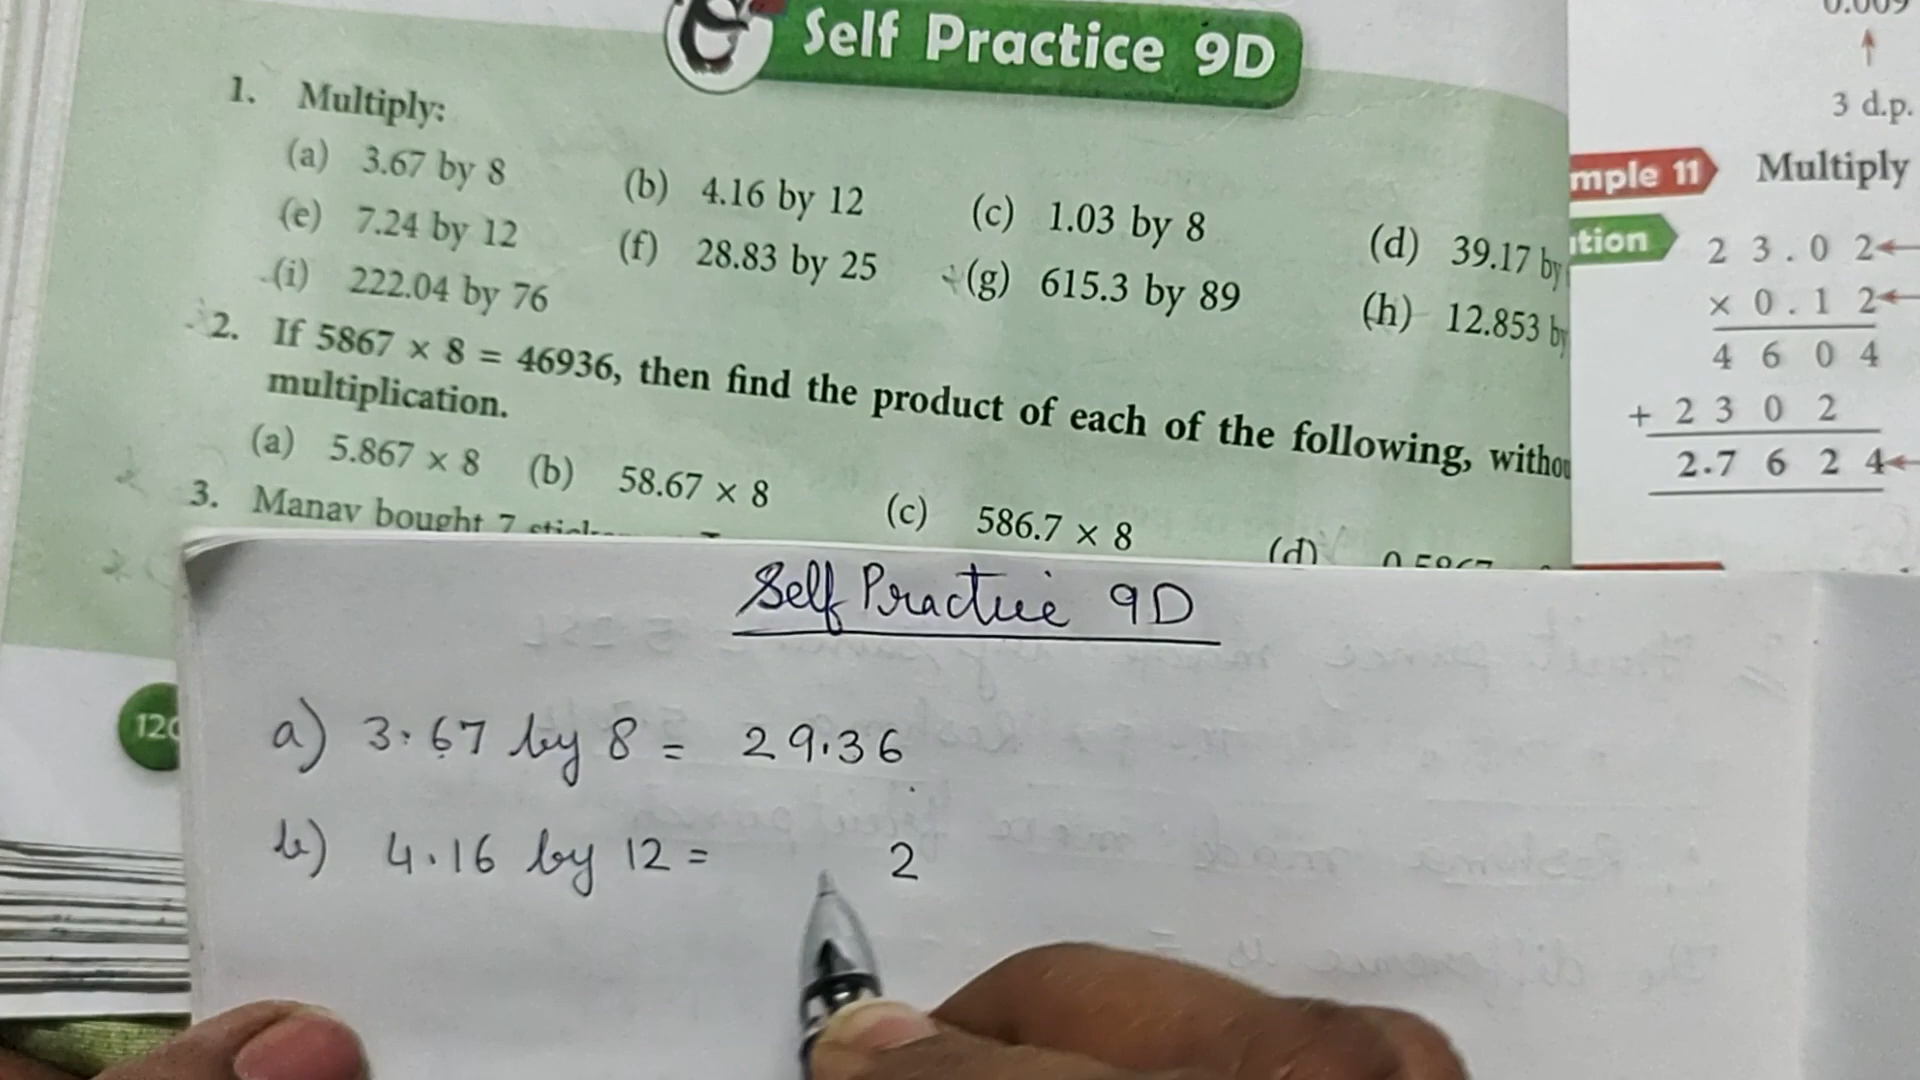 Self Practice 9D
1. Multiply:
(a) 3.67 by 8 (b) 4.16 by 12 (c) 1.03 by 8 (d) 39.17 by
(e) 7.24 by 12 (f) 28.83 by 25 (g) 615.3 by 89 (h) 12.853 by
(i) 222.04 by 76
2. If 5867 × 8 = 46936, then find the product of each of the following,
multiplication.
(a) 5.867 × 8 (b) 58.67 × 8 (c) 586.7 × 8 (d)
3. Manav bought 7
0.009
3 d.p.
mple 11 Multiply
ution
2 3 . 0 2
× 0 . 1 2
4 6 0 4
+ 2 3 0 2
2.7 6 2 4
Self Practice 9D
a) 3.67 by 8 = 29.36
b) 4.16 by 12 = 2